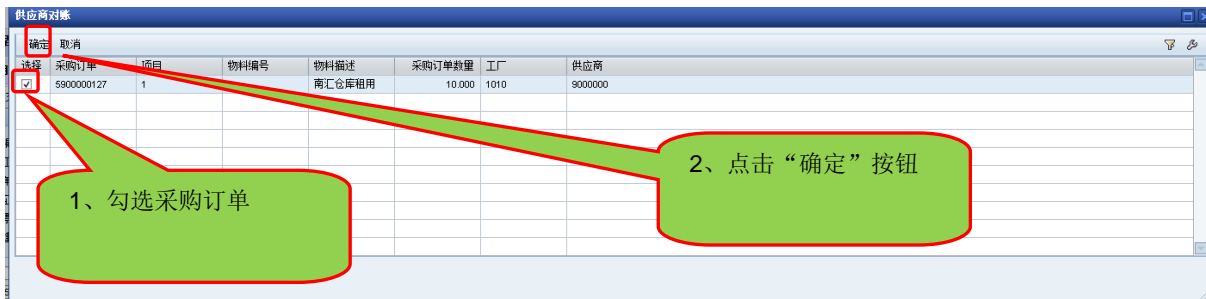 供应商对账
确定 取消
选择 采购订单 项目 物料编号 物料描述 采购订单数量 工厂 供应商
5900000127 1 南汇仓库租用 10.000 1010 9000000
2、点击“确定”按钮
1、勾选采购订单